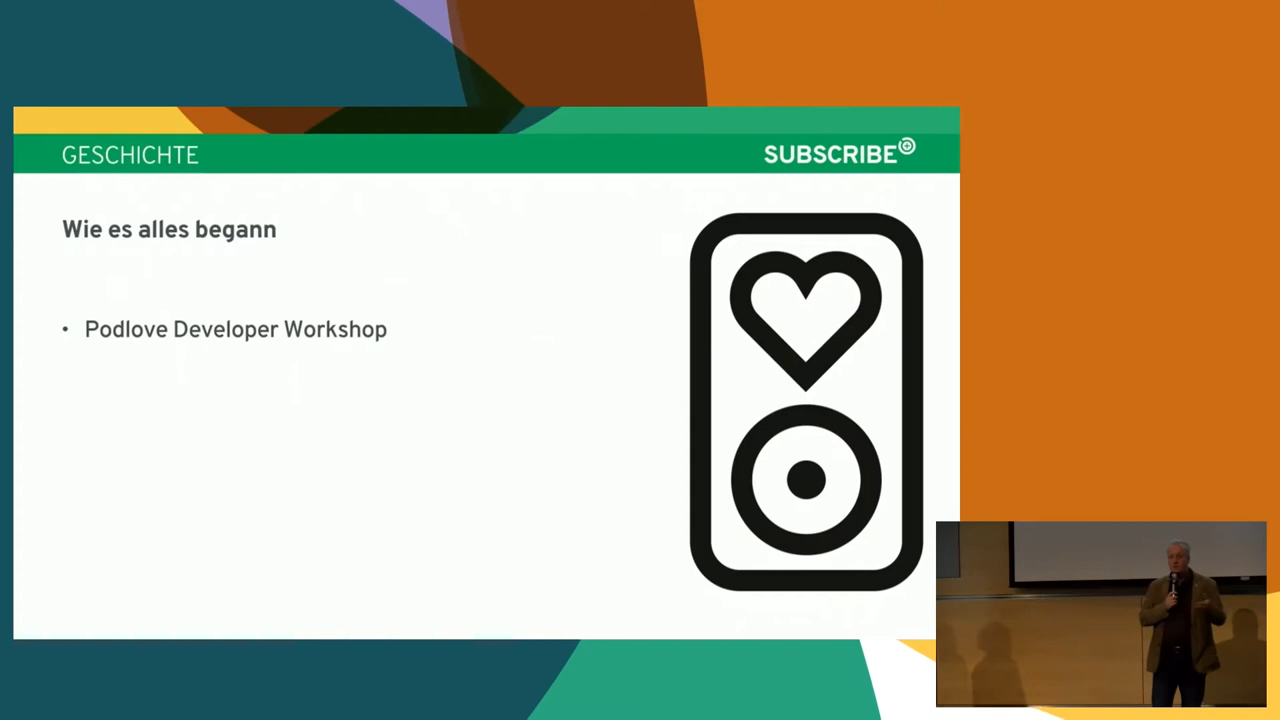 GESCHICHTE
SUBSCRIBE
Wie es alles begann
• Podlove Developer Workshop